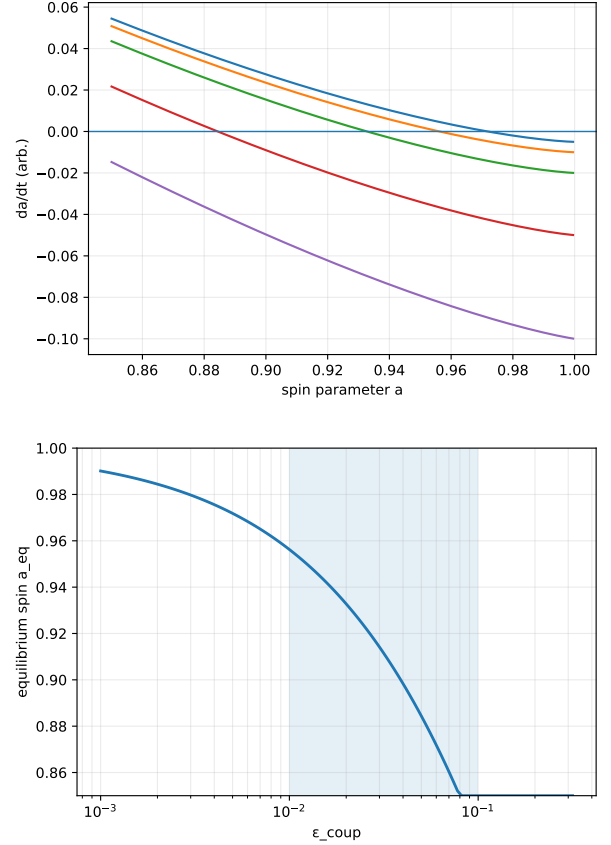 0.06
0.04
0.02
0.00
−0.02
−0.04
−0.06
−0.08
−0.10
da/dt (arb.)
0.86 0.88 0.90 0.92 0.94 0.96 0.98 1.00
spin parameter a
1.00
0.98
0.96
0.94
0.92
0.90
0.88
0.86
equilibrium spin a_eq
10⁻³ 10⁻² 10⁻¹
ε_coup